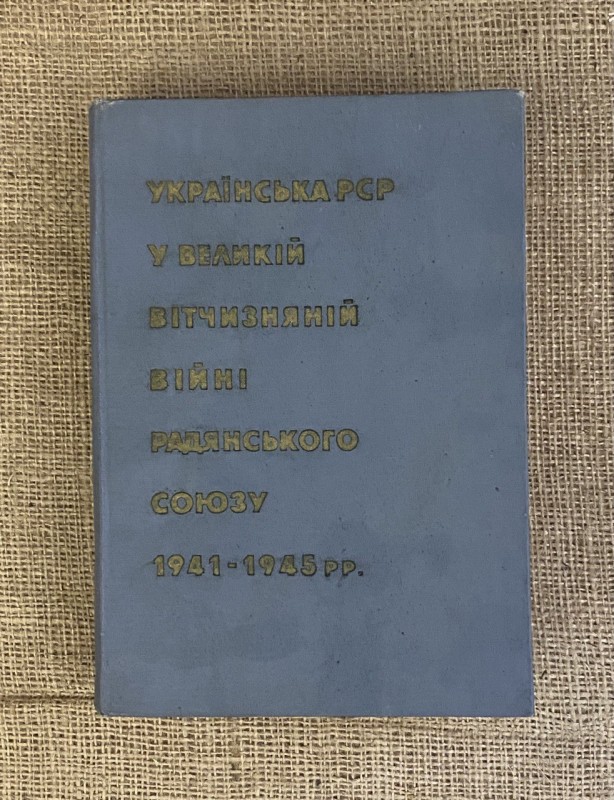 УКРАЇНСЬКА РСР
У ВЕЛИКІЙ
ВІТЧИЗНЯНІЙ
ВІЙНІ
РАДЯНСЬКОГО
СОЮЗУ
1941-1945 рр.